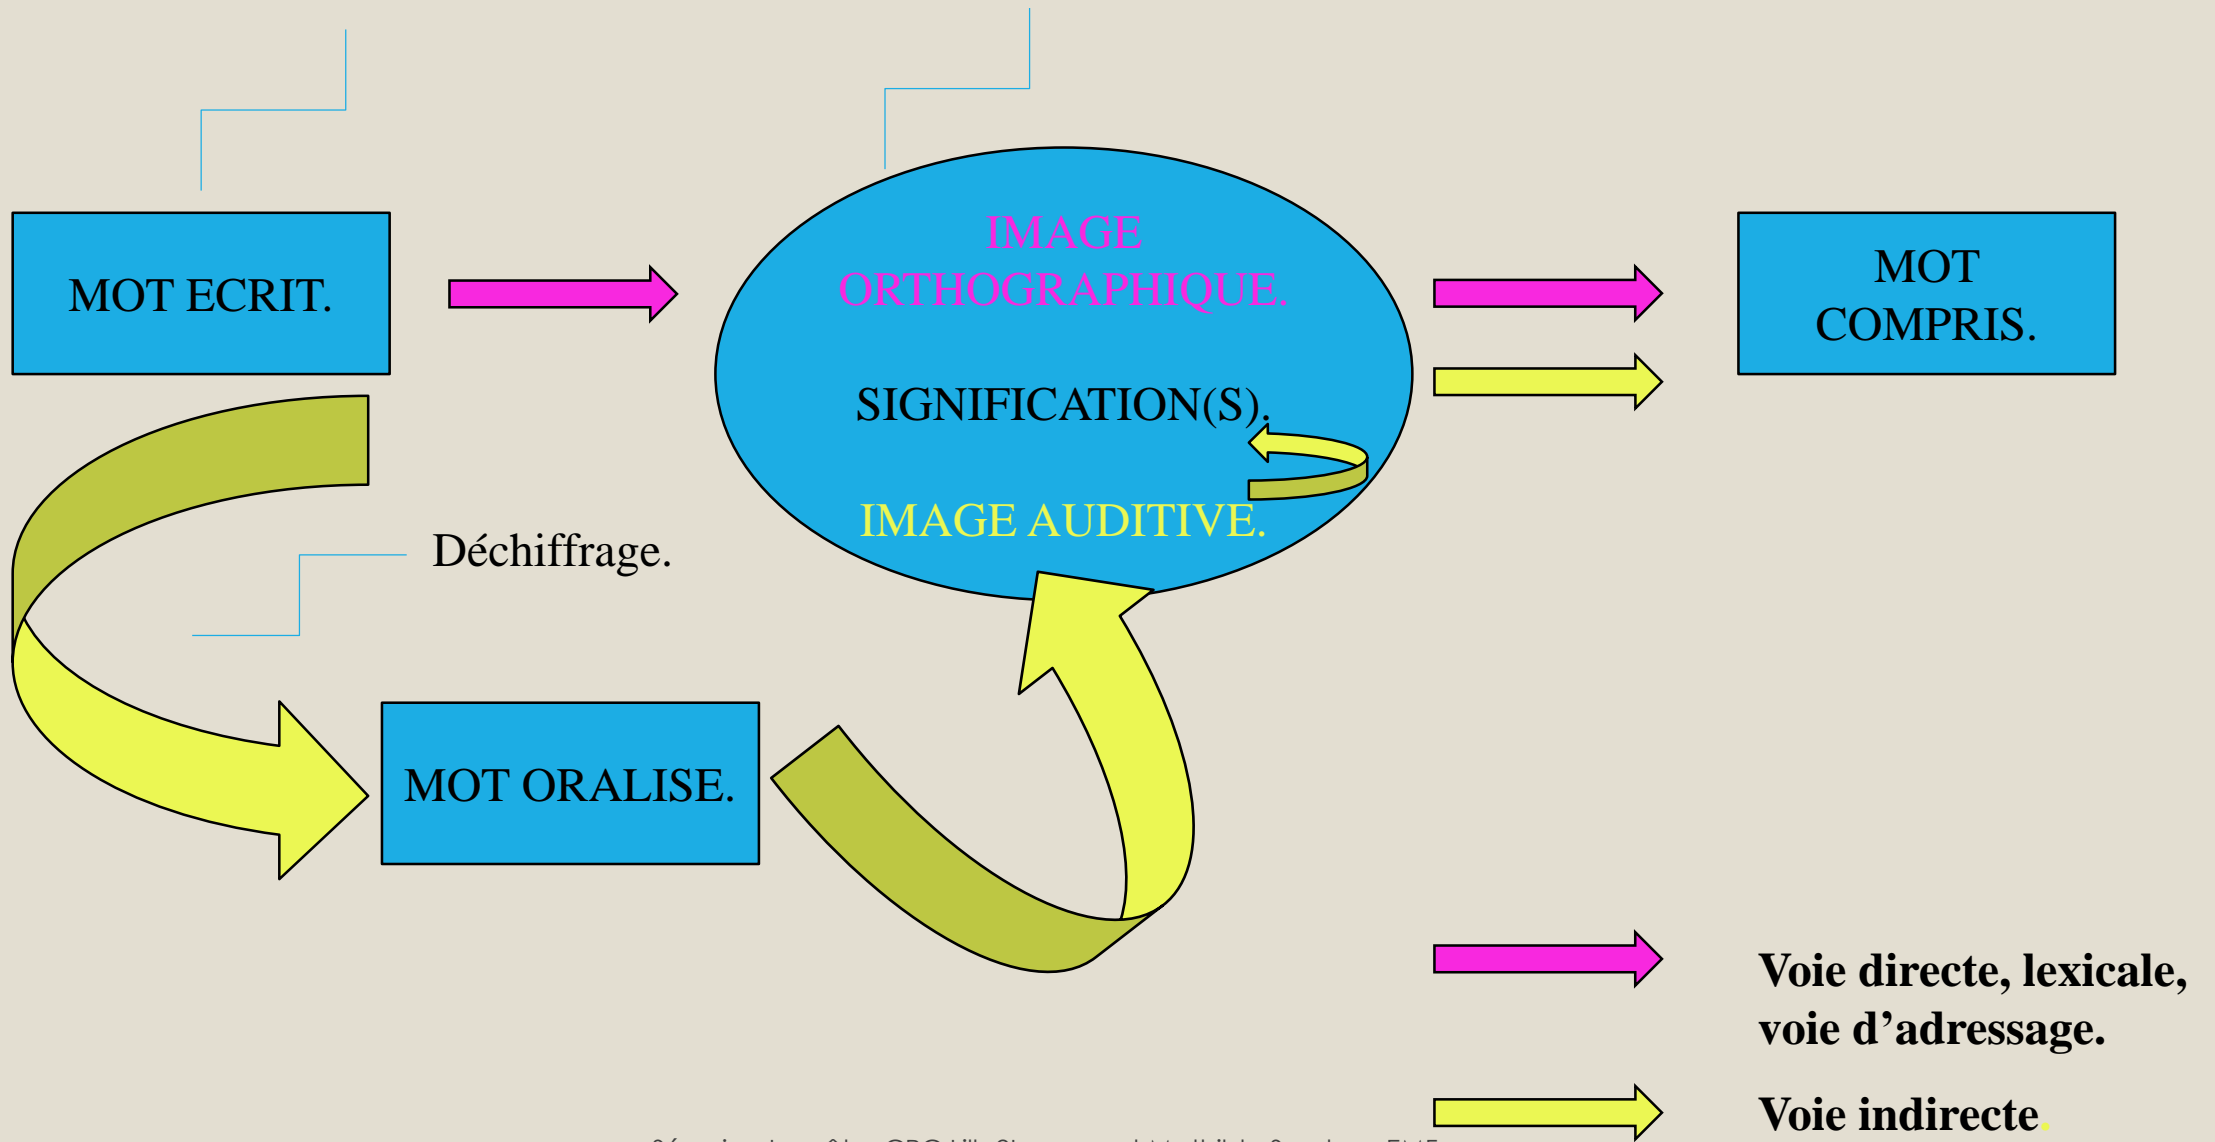 IMAGE
ORTHOGRAPHIQUE.
MOT ECRIT.
MOT
COMPRIS.
SIGNIFICATION(S).
IMAGE AUDITIVE.
Déchiffrage.
MOT ORALISE.
Voie directe, lexicale,
voie d’adressage.
Voie indirecte.